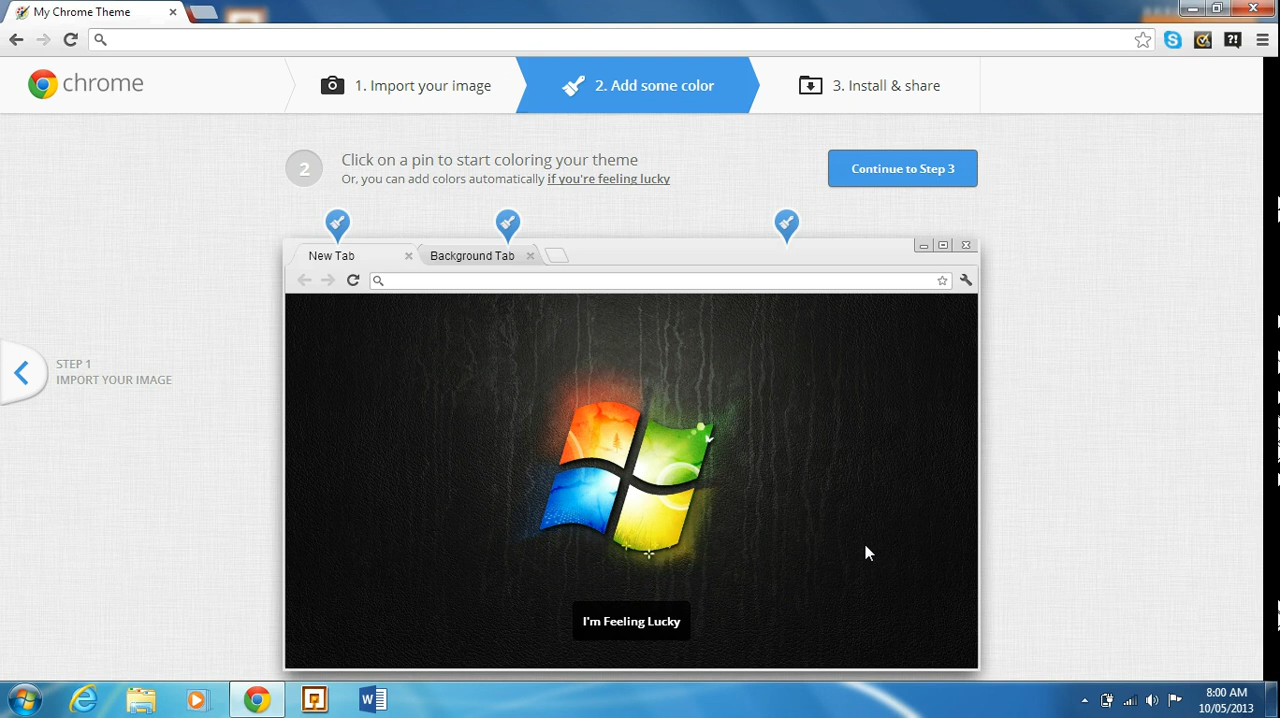 My Chrome Theme
chrome
1. Import your image
2. Add some color
3. Install & share
2
Click on a pin to start coloring your theme
Or, you can add colors automatically if you're feeling lucky
Continue to Step 3
New Tab
Background Tab
STEP 1
IMPORT YOUR IMAGE
I'm Feeling Lucky
8:00 AM
10/05/2013